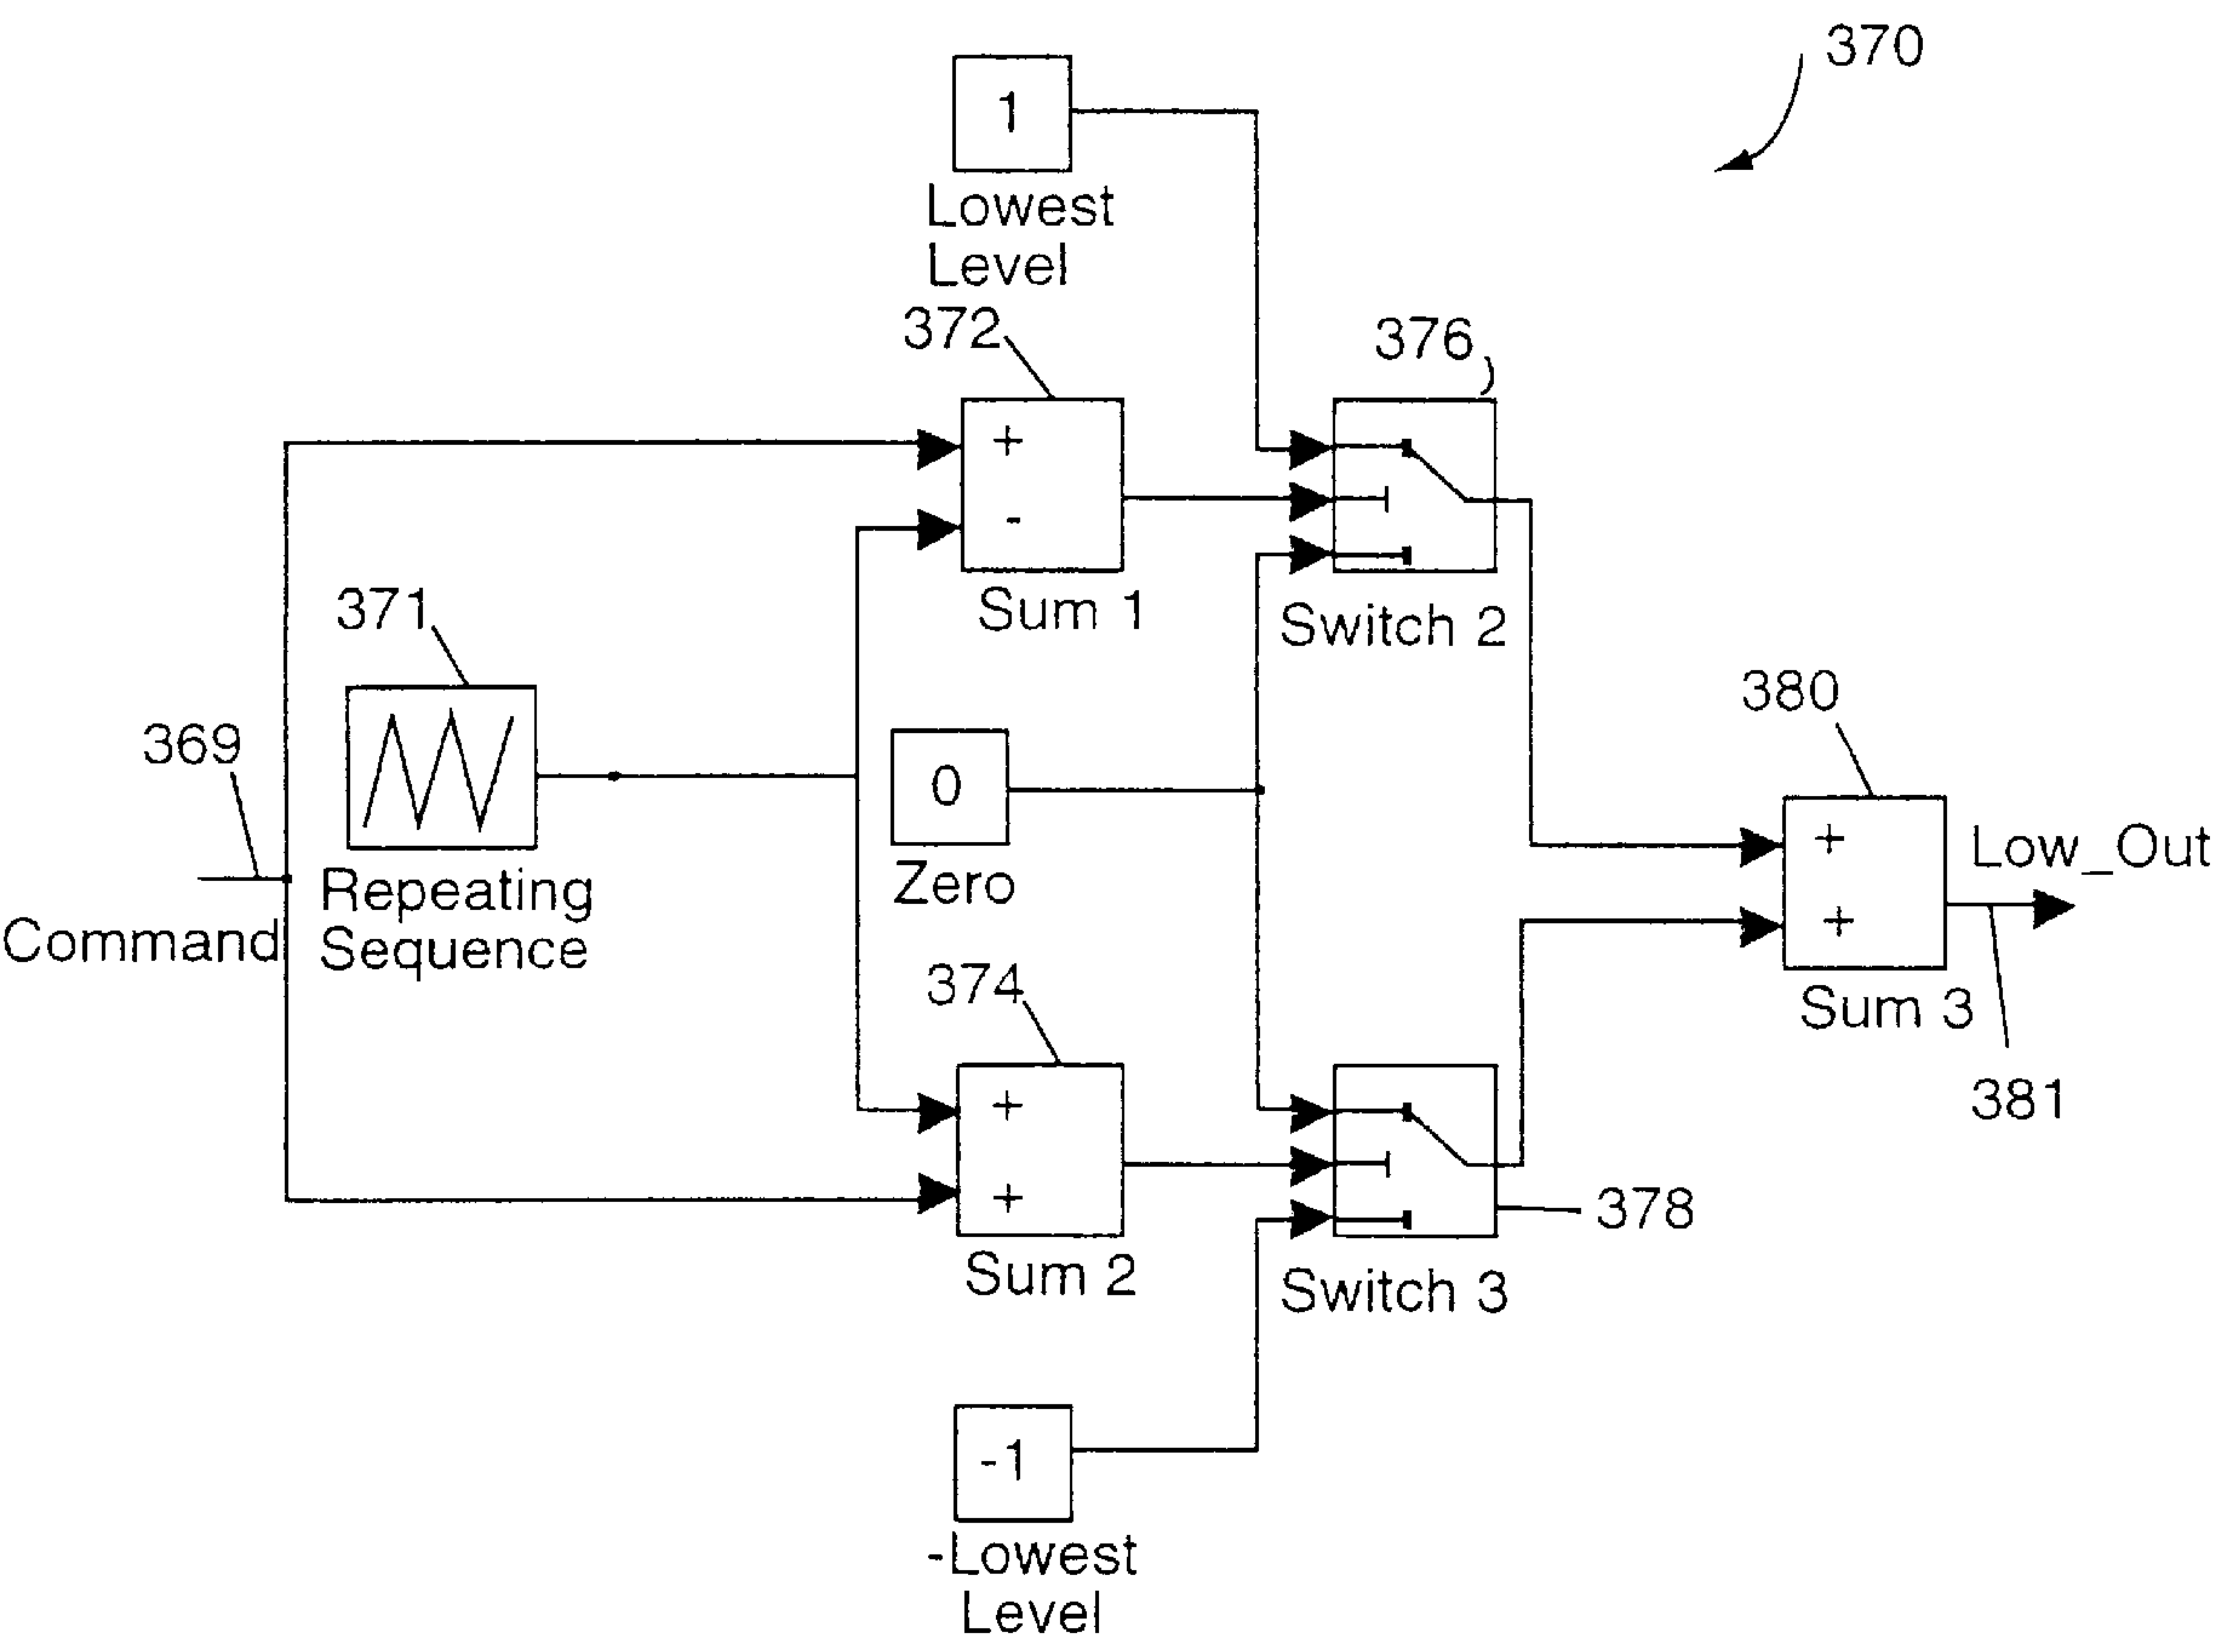 370
1
Lowest
Level
372
376
+
-
Sum 1
Switch 2
371
369
Repeating
Sequence
Command
0
Zero
380
+
+
Low_Out
Sum 3
381
374
+
+
Sum 2
378
Switch 3
-1
-Lowest
Level